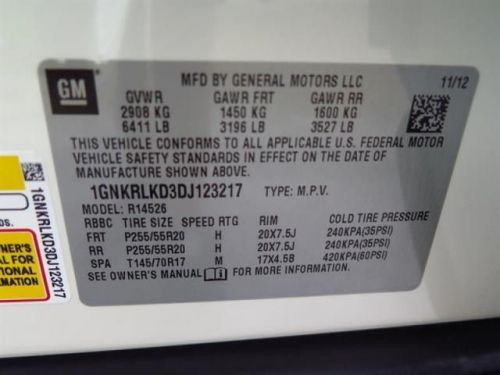 GM
MFD BY GENERAL MOTORS LLC 11/12
GVWR GAWR FRT GAWR RR
2908 KG 1450 KG 1600 KG
6411 LB 3196 LB 3527 LB
THIS VEHICLE CONFORMS TO ALL APPLICABLE U.S. FEDERAL MOTOR
VEHICLE SAFETY STANDARDS IN EFFECT ON THE DATE OF
MANUFACTURE SHOWN ABOVE.
1GNKRLKD3DJ123217 TYPE: M.P.V.
MODEL: R14526
RBBC TIRE SIZE SPEED RTG RIM COLD TIRE PRESSURE
FRT P255/55R20 H 20X7.5J 240KPA(35PSI)
RR P255/55R20 H 20X7.5J 240KPA(35PSI)
SPA T145/70R17 M 17X4.5B 420KPA(60PSI)
SEE OWNER'S MANUAL FOR MORE INFORMATION.
1GNKRLKD3DJ123217
OWNER'S
FOR